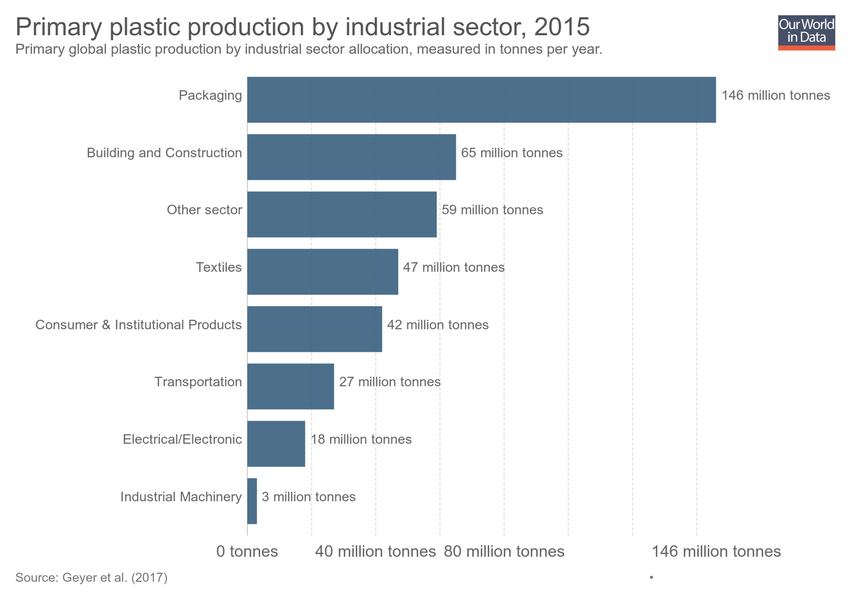 Primary plastic production by industrial sector, 2015
Primary global plastic production by industrial sector allocation, measured in tonnes per year.
Our World
in Data
Packaging 146 million tonnes
Building and Construction 65 million tonnes
Other sector 59 million tonnes
Textiles 47 million tonnes
Consumer & Institutional Products 42 million tonnes
Transportation 27 million tonnes
Electrical/Electronic 18 million tonnes
Industrial Machinery 3 million tonnes
0 tonnes 40 million tonnes 80 million tonnes 146 million tonnes
Source: Geyer et al. (2017) •